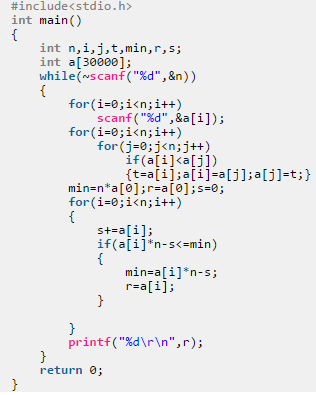 #include<stdio.h>
int main()
{
    int n,i,j,t,min,r,s;
    int a[30000];
    while(~scanf("%d",&n))
    {
        for(i=0;i<n;i++)
            scanf("%d",&a[i]);
        for(i=0;i<n;i++)
            for(j=0;j<n;j++)
                if(a[i]<a[j])
                {t=a[i];a[i]=a[j];a[j]=t;}
        min=n*a[0];r=a[0];s=0;
        for(i=0;i<n;i++)
        {
            s+=a[i];
            if(a[i]*n-s<=min)
            {
                min=a[i]*n-s;
                r=a[i];
            }

        }
        printf("%d\r\n",r);
    }
    return 0;
}